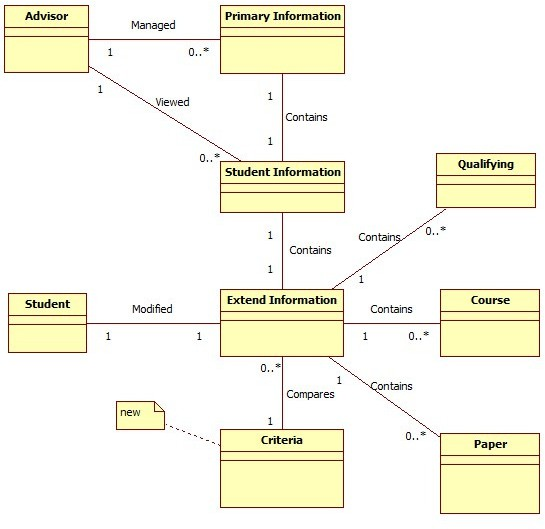 Advisor
Primary Information
Managed
1
0..*
1
Viewed
1
Contains
1
0..*
Student Information
Qualifying
1
Contains
0..*
Contains
1
1
Student
Modified
Extend Information
Contains
Course
1
1
1
0..*
0..*
1
Contains
Compares
new
1
0..*
Criteria
Paper